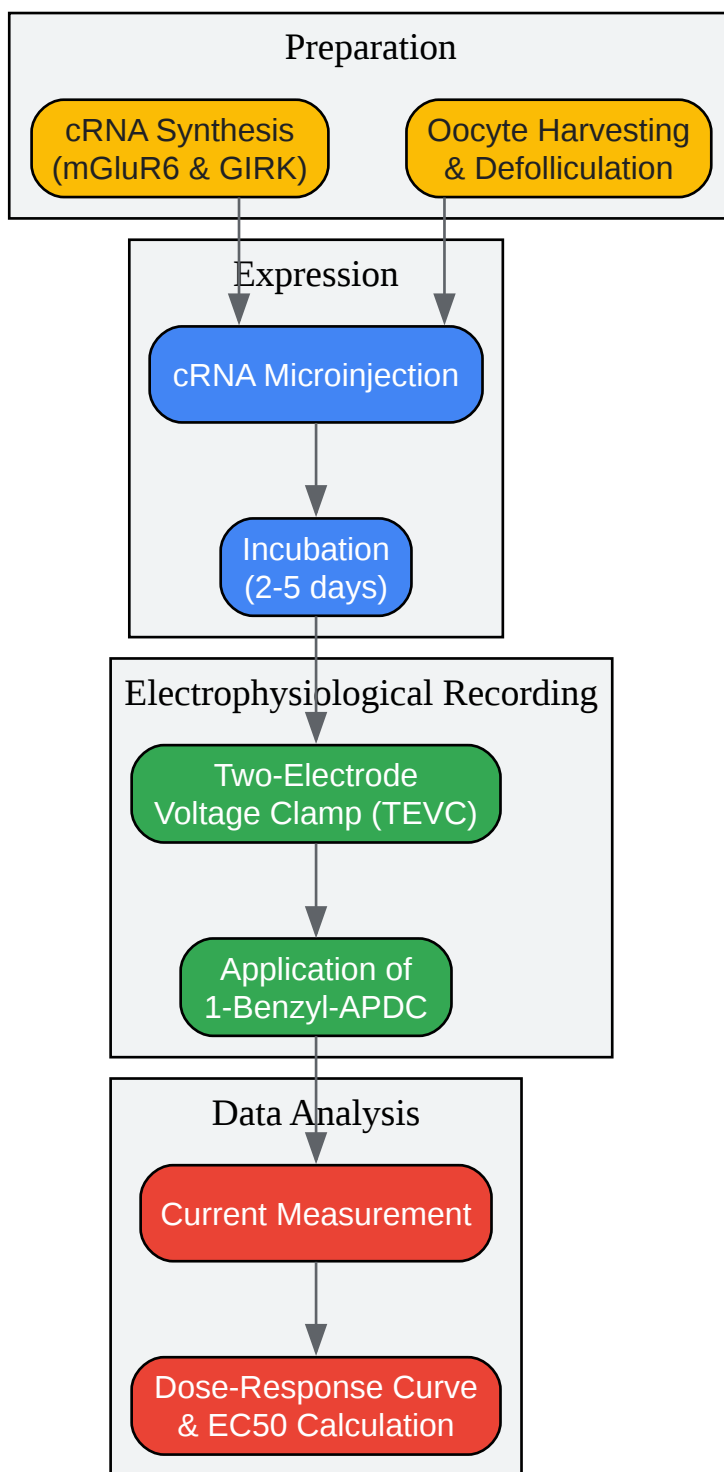 Preparation
cRNA Synthesis
(mGluR6 & GIRK)
Oocyte Harvesting
& Defolliculation
Expression
cRNA Microinjection
Incubation
(2-5 days)
Electrophysiological Recording
Two-Electrode
Voltage Clamp (TEVC)
Application of
1-Benzyl-APDC
Data Analysis
Current Measurement
Dose-Response Curve
& EC50 Calculation